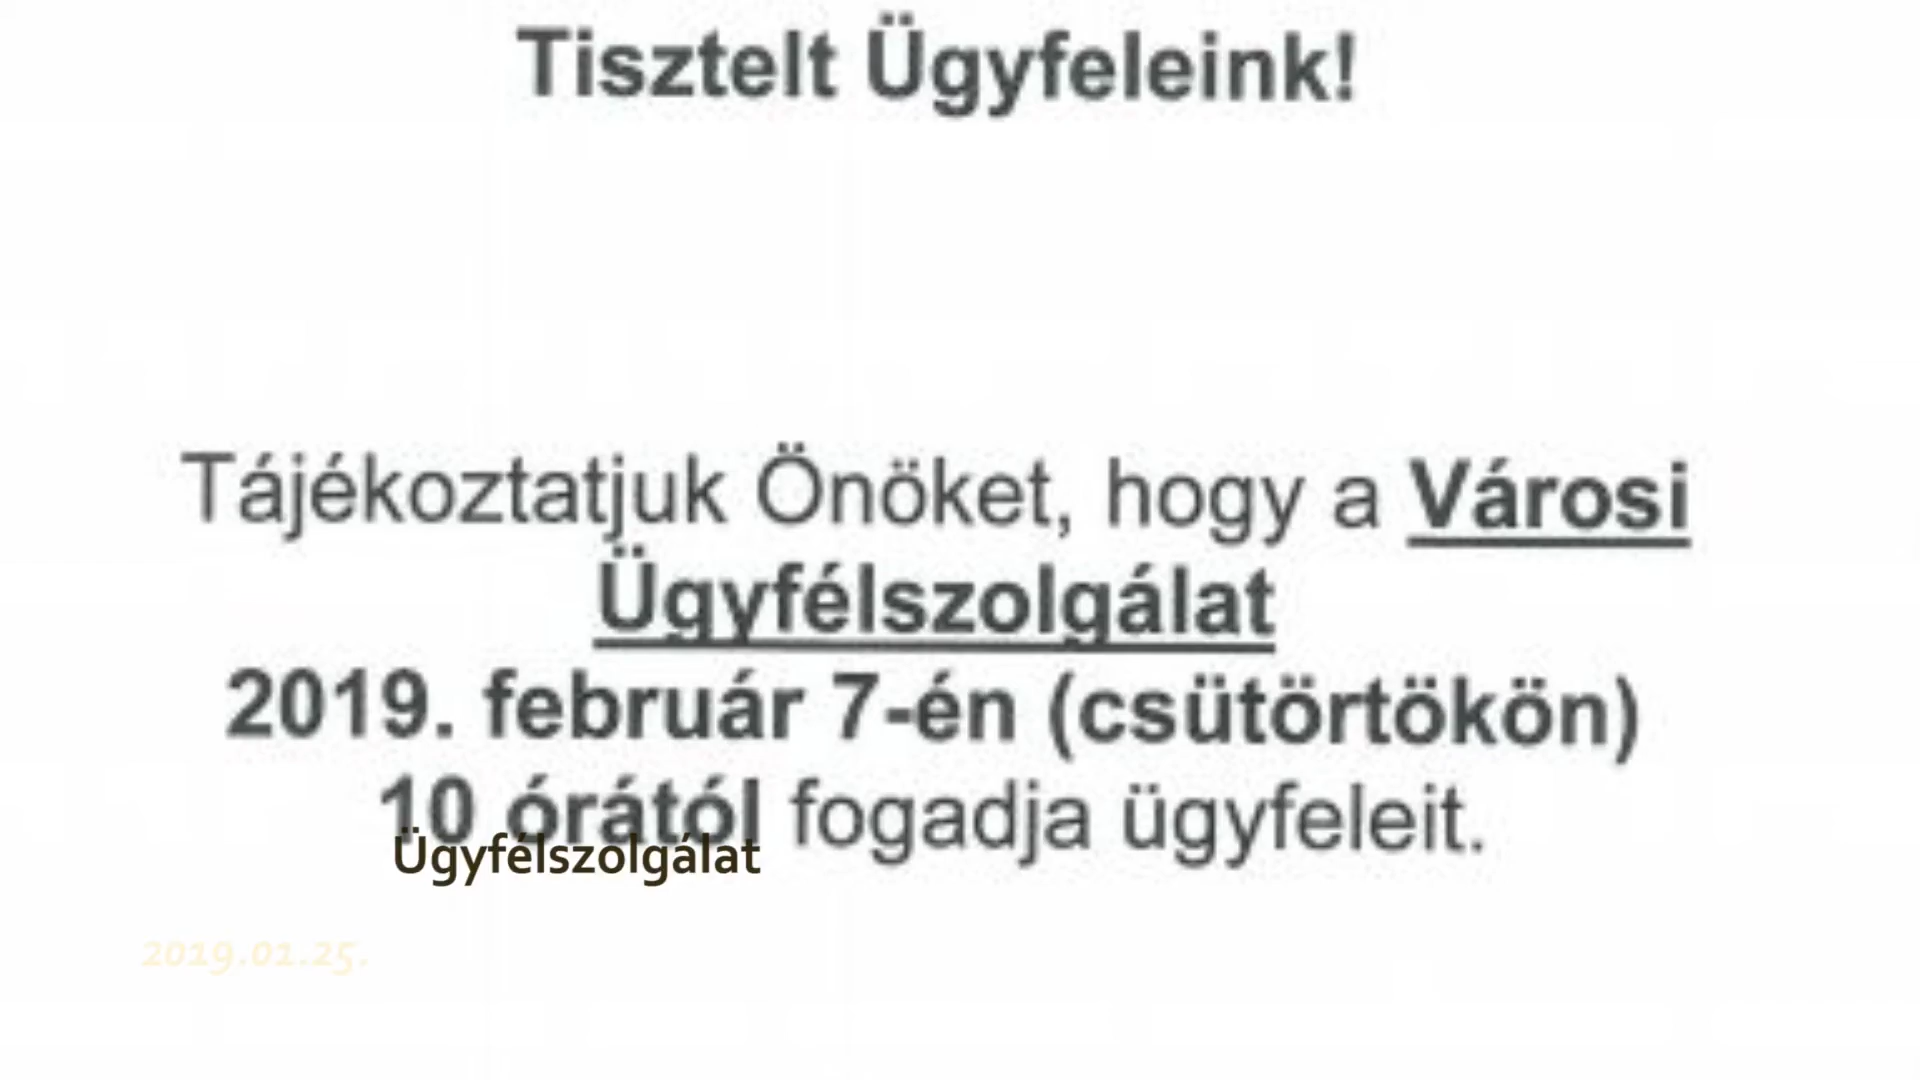 Tisztelt Ügyfeleink!
Tájékoztatjuk Önöket, hogy a Városi
Ügyfélszolgálat
2019. február 7-én (csütörtökön)
10 órától fogadja ügyfeleit.
Ügyfélszolgálat
2019.01.25.